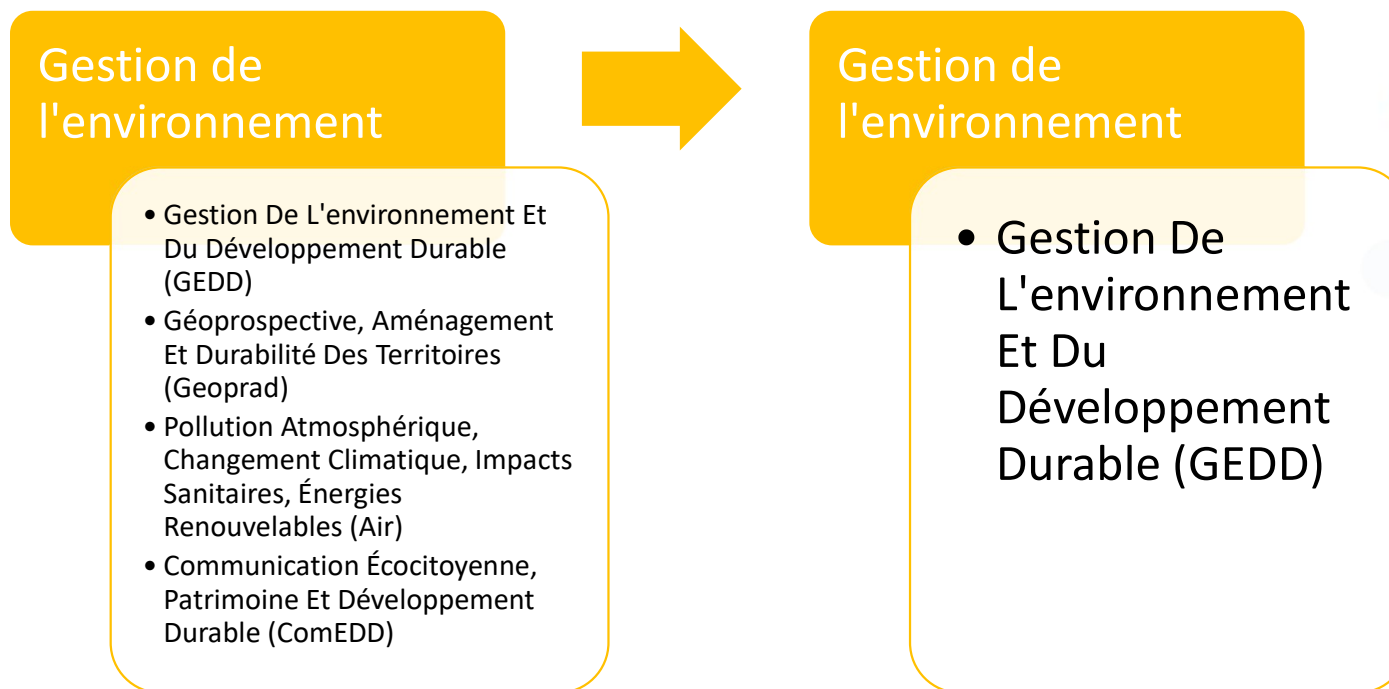 Gestion de
l'environnement
• Gestion De L'environnement Et
Du Développement Durable
(GEDD)
• Géoprospective, Aménagement
Et Durabilité Des Territoires
(Geoprad)
• Pollution Atmosphérique,
Changement Climatique, Impacts
Sanitaires, Énergies
Renouvelables (Air)
• Communication Écocitoyenne,
Patrimoine Et Développement
Durable (ComEDD)
Gestion de
l'environnement
• Gestion De
L'environnement
Et Du
Développement
Durable (GEDD)